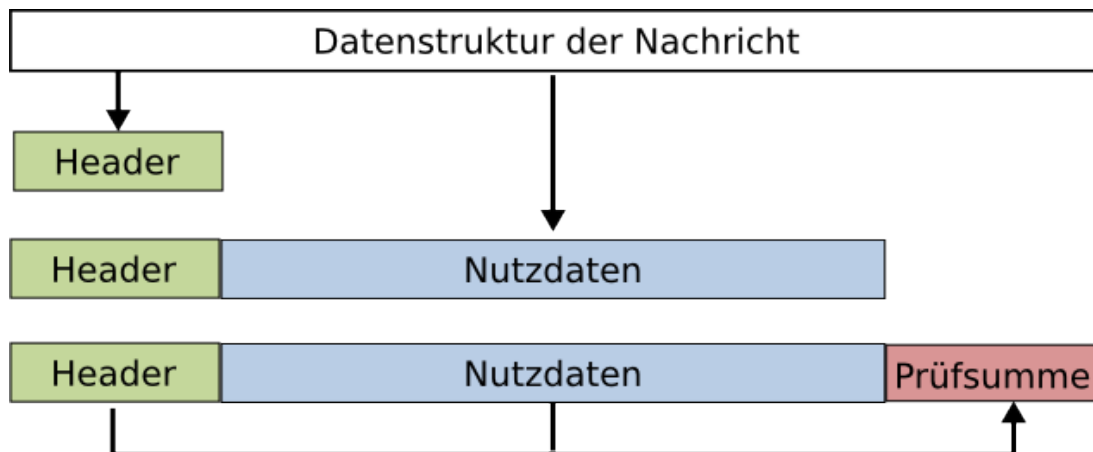 Datenstruktur der Nachricht
Header
Header Nutzdaten
Header Nutzdaten Prüfsumme